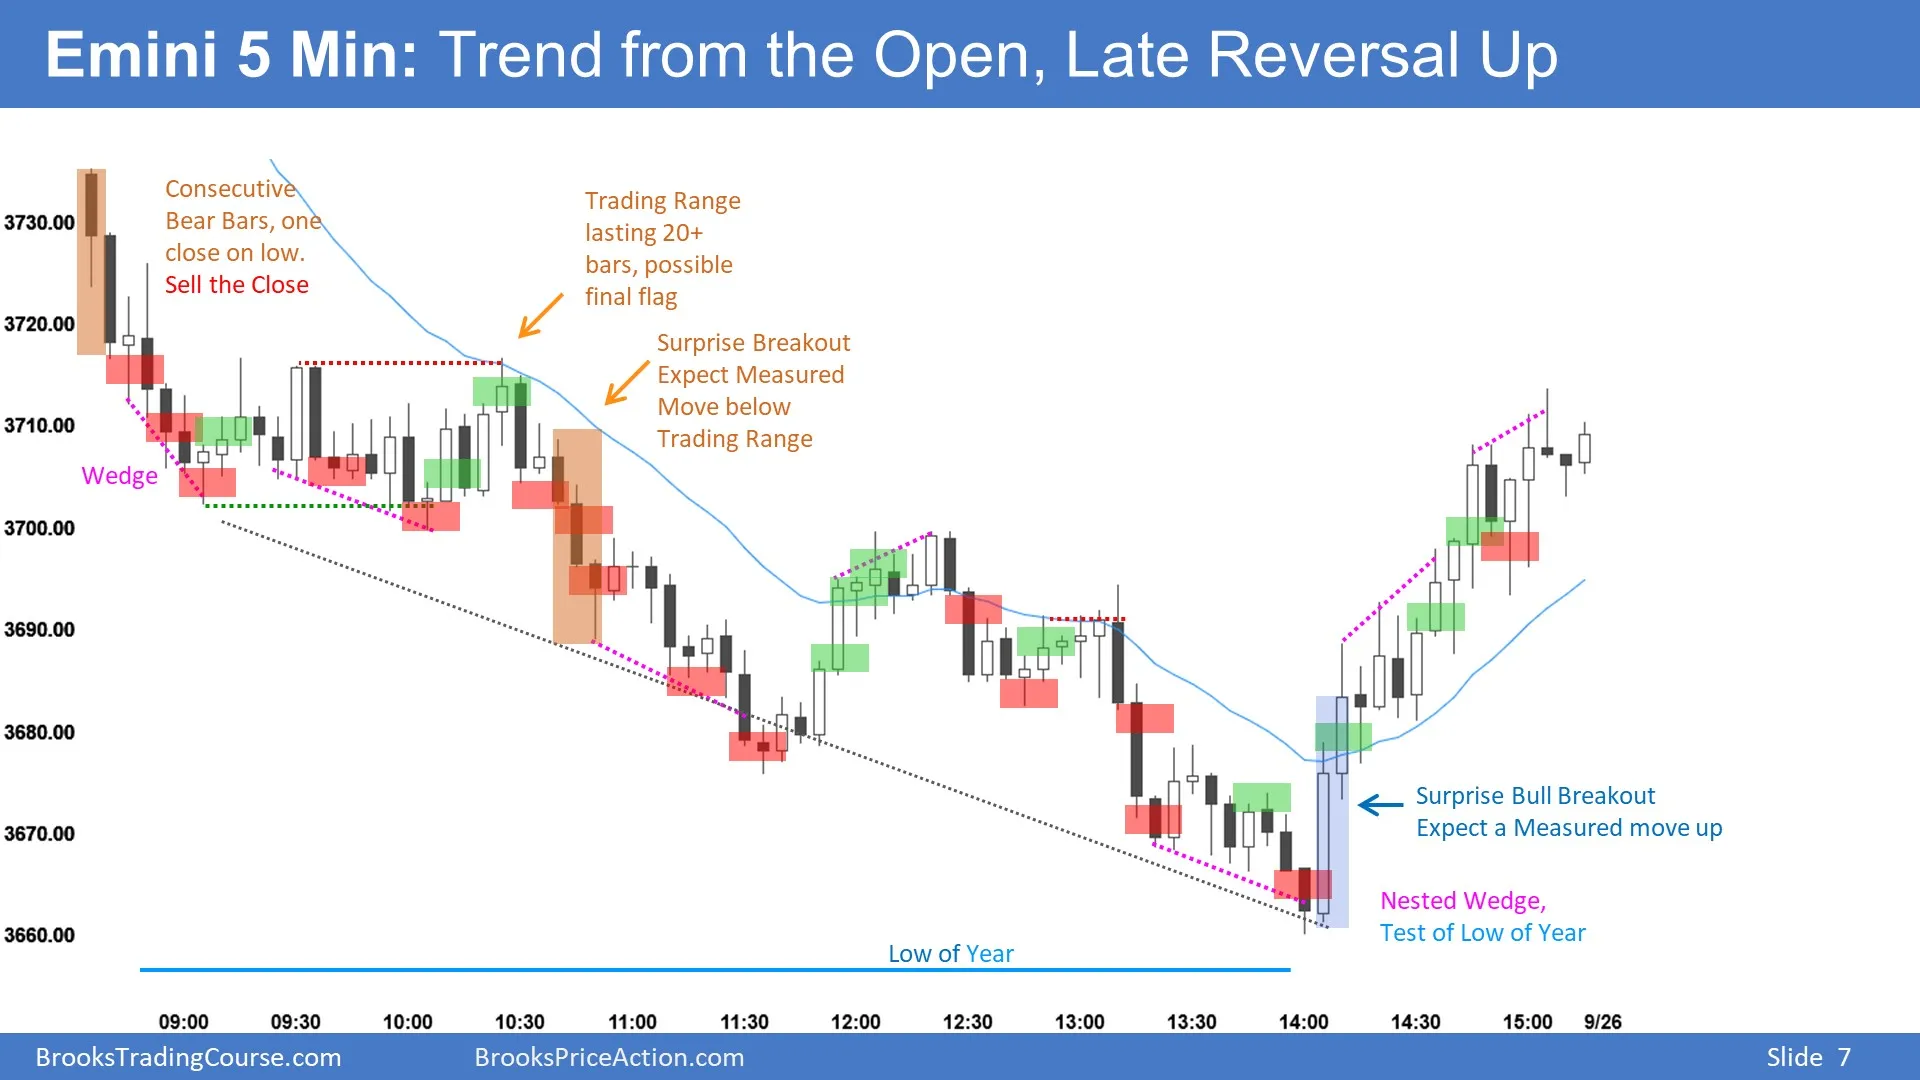 Emini 5 Min: Trend from the Open, Late Reversal Up
Consecutive
Bear Bars, one
close on low.
Sell the Close
Trading Range
lasting 20+
bars, possible
final flag
Surprise Breakout
Expect Measured
Move below
Trading Range
Wedge
3730.00
3720.00
3710.00
3700.00
3690.00
3680.00
3670.00
3660.00
Surprise Bull Breakout
Expect a Measured move up
Nested Wedge,
Test of Low of Year
Low of Year
09:00 09:30 10:00 10:30 11:00 11:30 12:00 12:30 13:00 13:30 14:00 14:30 15:00 9/26
BrooksTradingCourse.com BrooksPriceAction.com Slide 7